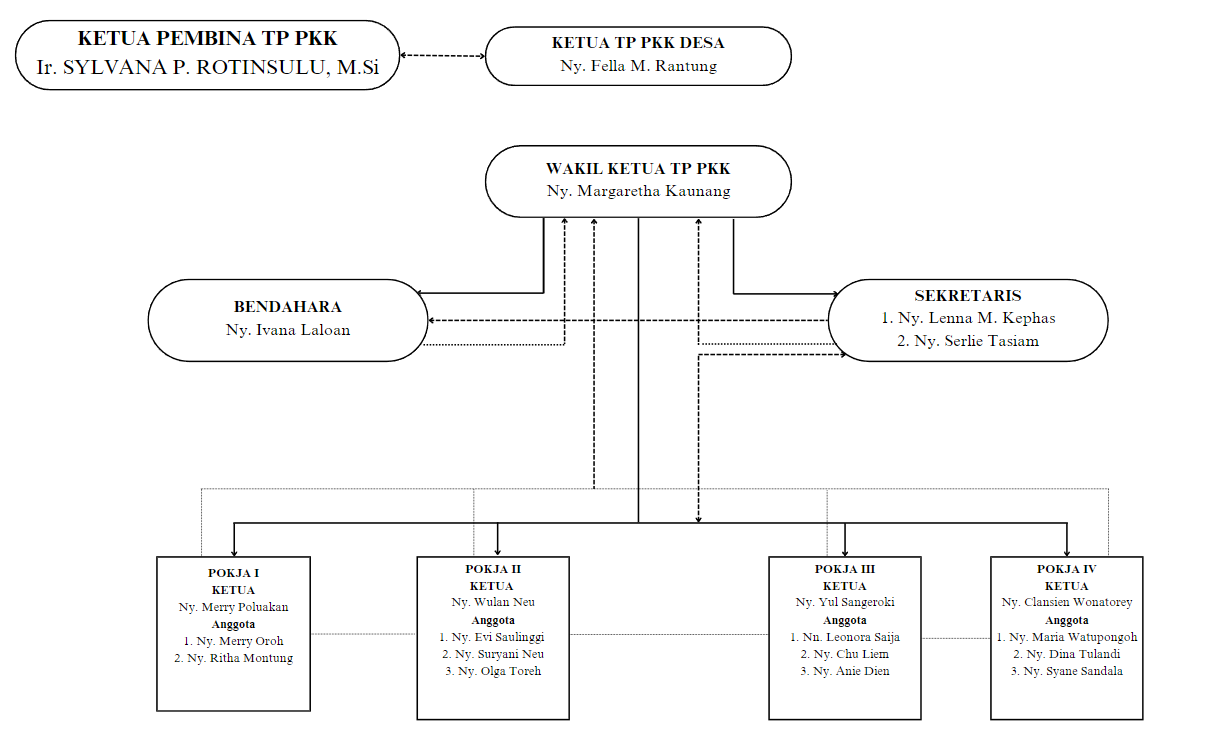 KETUA PEMBINA TP PKK
Ir. SYLVANA P. ROTINSULU, M.Si
KETUA TP PKK DESA
Ny. Fella M. Rantung
WAKIL KETUA TP PKK
Ny. Margaretha Kaunang
BENDAHARA
Ny. Ivana Laloan
SEKRETARIS
1. Ny. Lenna M. Kephas
2. Ny. Serlie Tasiam
POKJA I
KETUA
Ny. Merry Poluakan
Anggota
1. Ny. Merry Oroh
2. Ny. Ritha Montung
POKJA II
KETUA
Ny. Wulan Neu
Anggota
1. Ny. Evi Saulinggi
2. Ny. Suryani Neu
3. Ny. Olga Toreh
POKJA III
KETUA
Ny. Yul Sangeroki
Anggota
1. Nn. Leonora Saija
2. Ny. Chu Liem
3. Ny. Anie Dien
POKJA IV
KETUA
Ny. Clansien Wonatorey
Anggota
1. Ny. Maria Watupongoh
2. Ny. Dina Tulandi
3. Ny. Syane Sandala